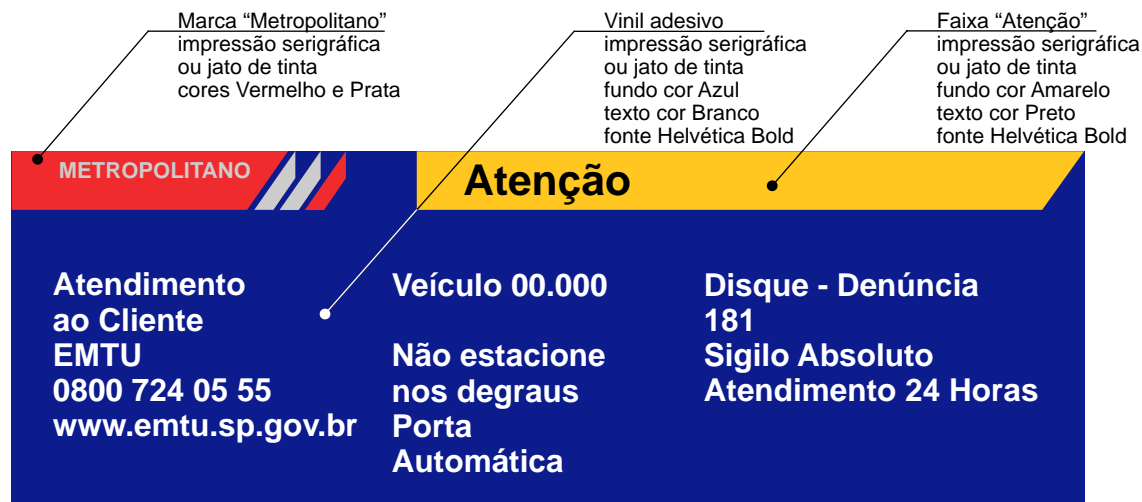 Marca “Metropolitano”
impressão serigráfica
ou jato de tinta
cores Vermelho e Prata
Vinil adesivo
impressão serigráfica
ou jato de tinta
fundo cor Azul
texto cor Branco
fonte Helvética Bold
Faixa “Atenção”
impressão serigráfica
ou jato de tinta
fundo cor Amarelo
texto cor Preto
fonte Helvética Bold
METROPOLITANO
Atenção
Atendimento
ao Cliente
EMTU
0800 724 05 55
www.emtu.sp.gov.br
Veículo 00.000
Não estacione
nos degraus
Porta
Automática
Disque - Denúncia
181
Sigilo Absoluto
Atendimento 24 Horas